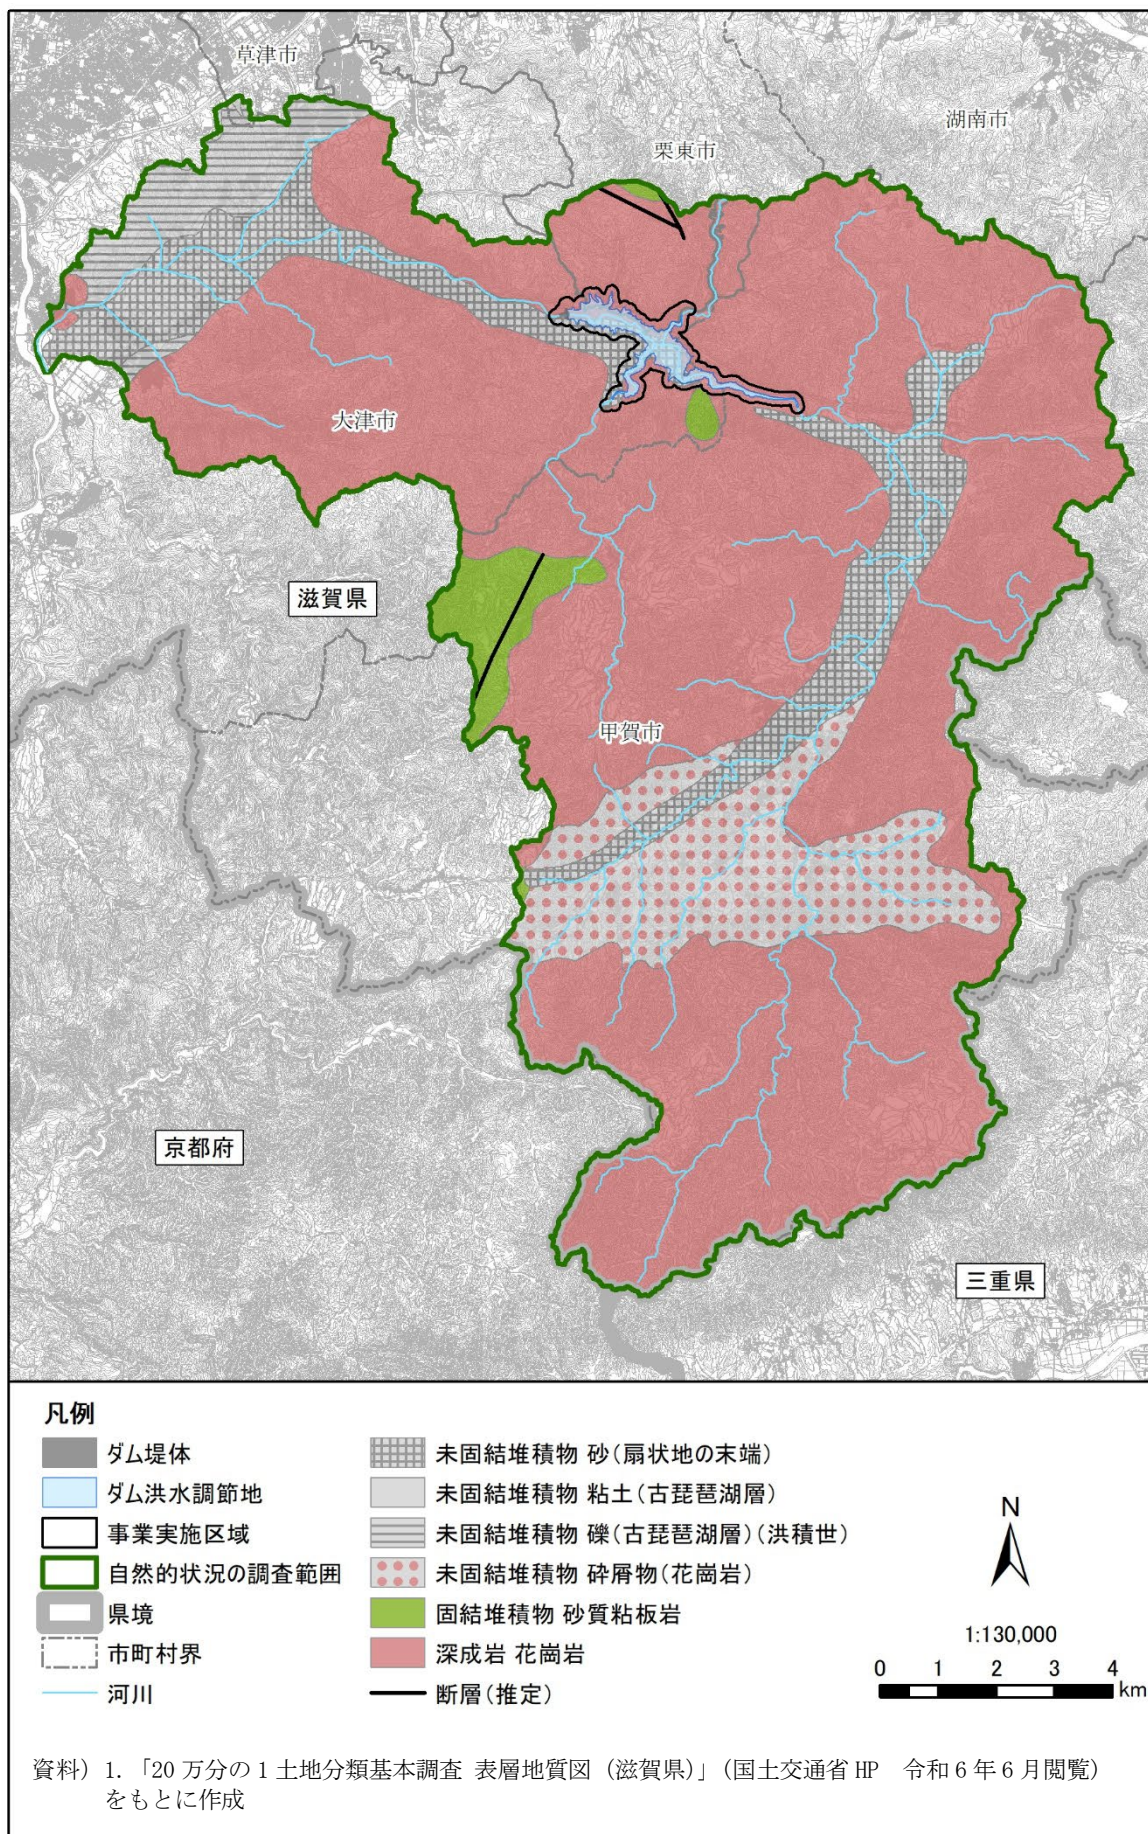 草津市
湖南市
栗東市
大津市
滋賀県
甲賀市
京都府
三重県
凡例
ダム堤体
ダム洪水調節地
事業実施区域
自然的状況の調査範囲
県境
市町村界
河川
未固結堆積物 砂(扇状地の末端)
未固結堆積物 粘土(古琵琶湖層)
未固結堆積物 礫(古琵琶湖層)(洪積世)
未固結堆積物 砕屑物(花崗岩)
固結堆積物 砂質粘板岩
深成岩 花崗岩
断層(推定)
N
1:130,000
0 1 2 3 4
km
資料) 1.「20万分の1土地分類基本調査 表層地質図(滋賀県)」(国土交通省HP 令和6年6月閲覧)
をもとに作成